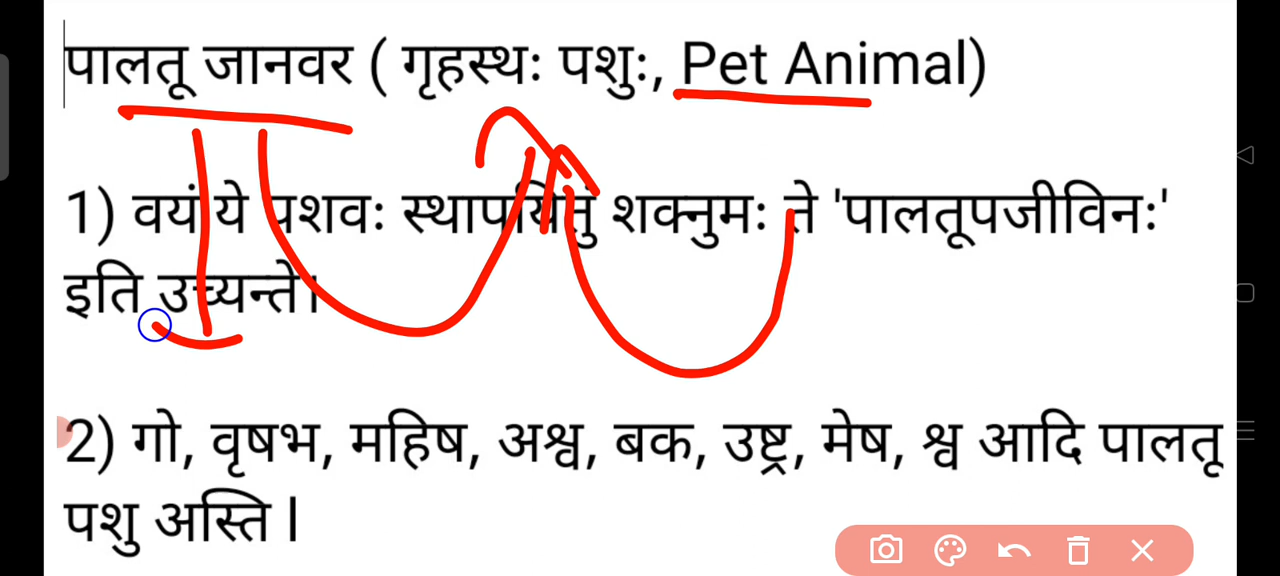 पालतू जानवर ( गृहस्थः पशुः, Pet Animal)
1) वयं ये पशवः स्थापयितुं शक्नुमः ते 'पालतूपजीविनः'
इति उच्यन्ते।
2) गो, वृषभ, महिष, अश्व, बक, उष्ट्र, मेष, श्व आदि पालतू
पशु अस्ति |